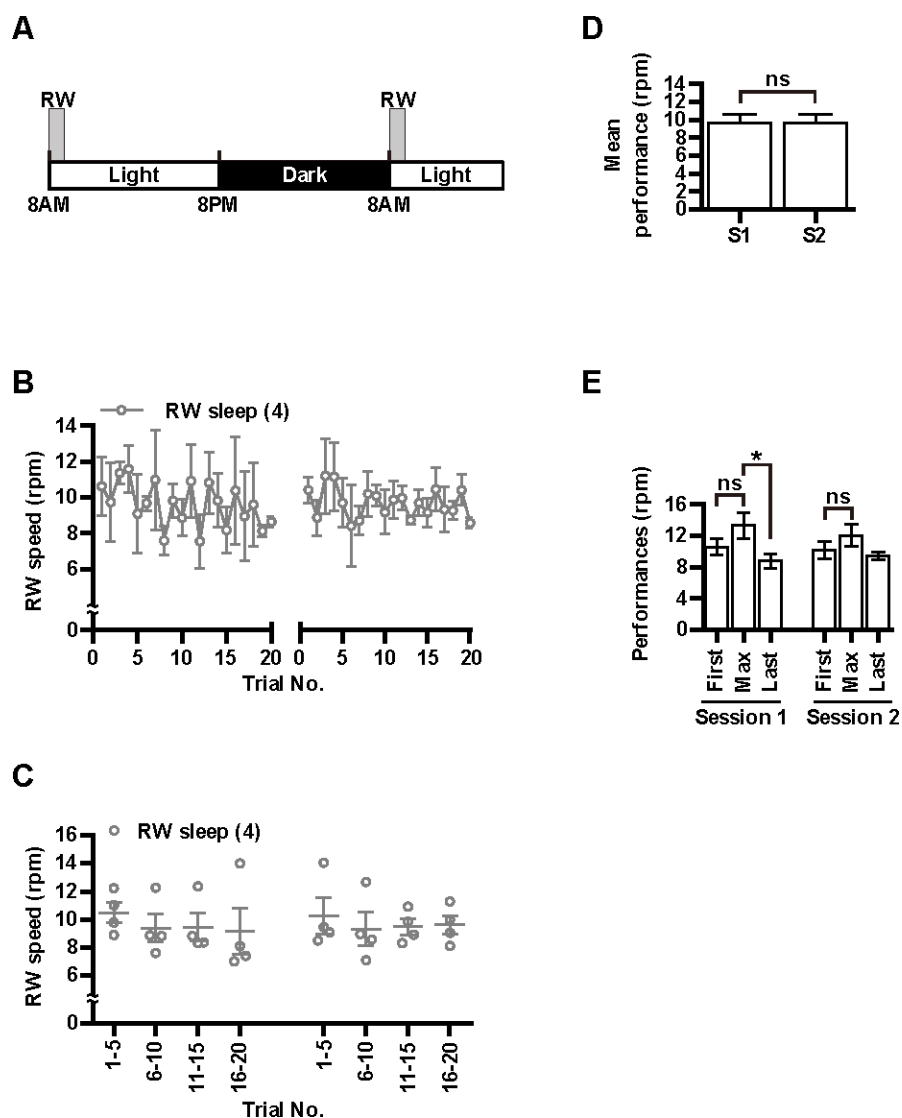 A
RW
RW
Light
Dark
Light
8AM
8PM
8AM
D
Mean
performance (rpm)
14
12
10
8
6
4
2
0
ns
S1
S2
B
RW sleep (4)
RW speed (rpm)
14
12
10
8
6
0
0
5
10
15
20
0
5
10
15
20
Trial No.
E
Performances (rpm)
16
12
8
4
0
ns
*
ns
First
Max
Last
First
Max
Last
Session 1
Session 2
C
RW sleep (4)
RW speed (rpm)
16
14
12
10
8
6
0
1-5
6-10
11-15
16-20
1-5
6-10
11-15
16-20
Trial No.